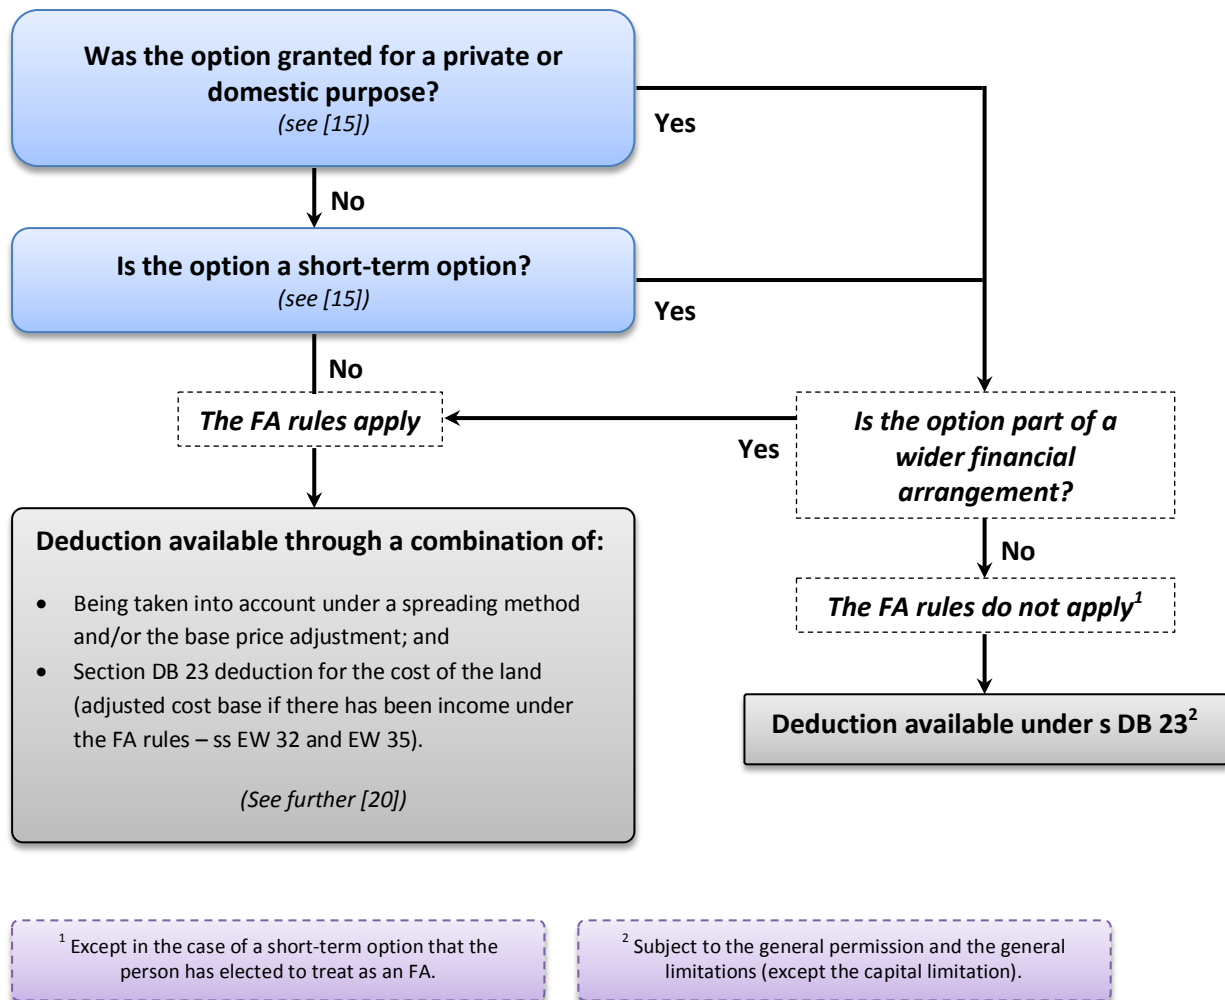 Was the option granted for a private or
domestic purpose?
(see [15])
Yes
No
Is the option a short-term option?
(see [15])
Yes
No
The FA rules apply
Yes
Is the option part of a
wider financial
arrangement?
No
The FA rules do not apply¹
Deduction available under s DB 23²
Deduction available through a combination of:
• Being taken into account under a spreading method
and/or the base price adjustment; and
• Section DB 23 deduction for the cost of the land
(adjusted cost base if there has been income under
the FA rules – ss EW 32 and EW 35).
(See further [20])
¹ Except in the case of a short-term option that the
person has elected to treat as an FA.
² Subject to the general permission and the general
limitations (except the capital limitation).